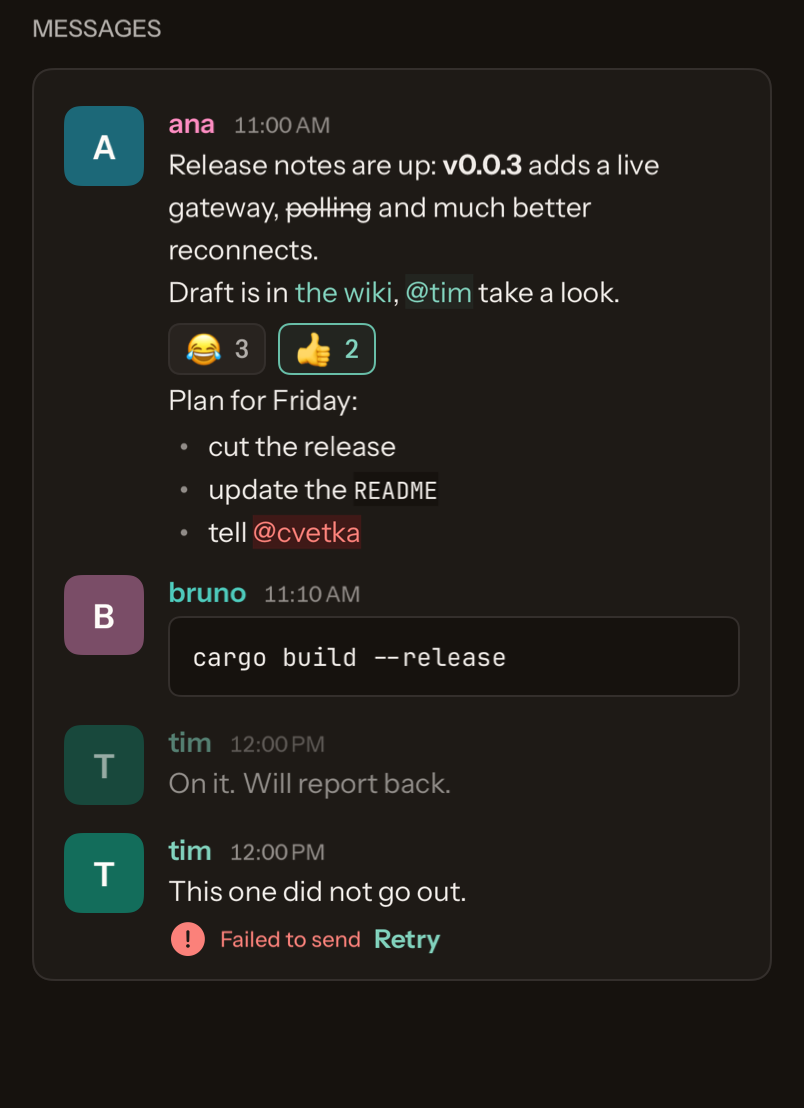 MESSAGES
A
ana 11:00 AM
Release notes are up: v0.0.3 adds a live
gateway, polling and much better
reconnects.
Draft is in the wiki, @tim take a look.
😂 3 👍 2
Plan for Friday:
• cut the release
• update the README
• tell @cvetka
B
bruno 11:10 AM
cargo build --release
T
tim 12:00 PM
On it. Will report back.
T
tim 12:00 PM
This one did not go out.
! Failed to send Retry